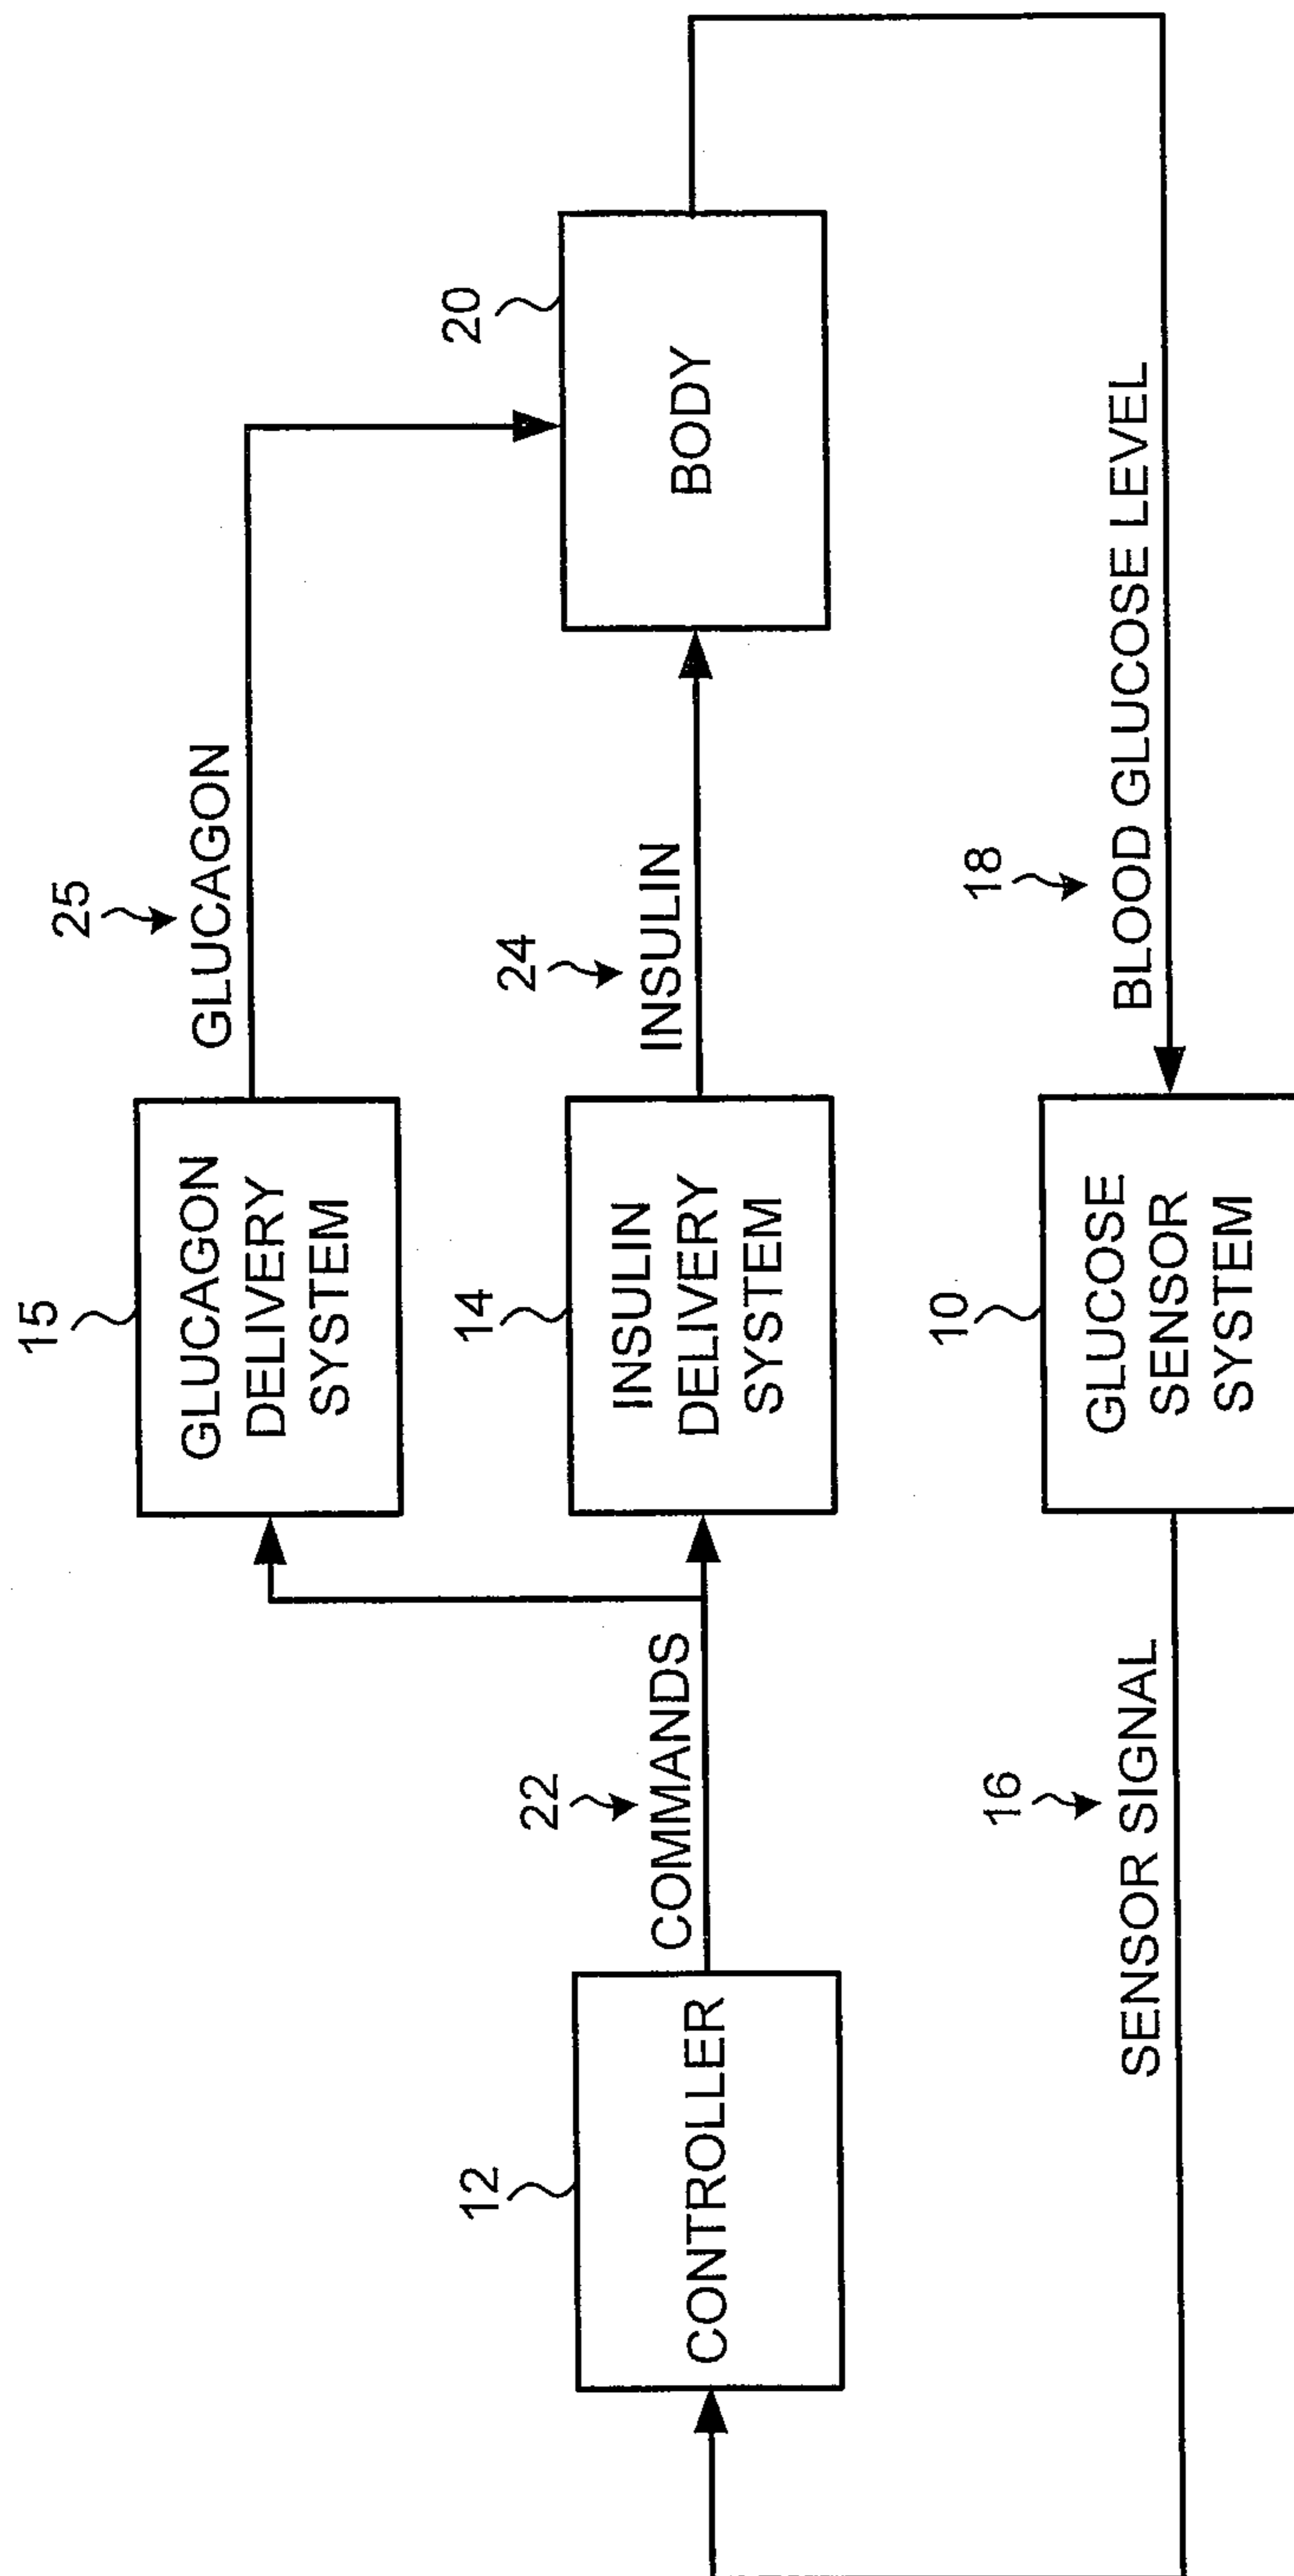 25
GLUCAGON
15
GLUCAGON
DELIVERY
SYSTEM
20
BODY
24
INSULIN
14
INSULIN
DELIVERY
SYSTEM
22
COMMANDS
12
CONTROLLER
18
BLOOD GLUCOSE LEVEL
10
GLUCOSE
SENSOR
SYSTEM
16
SENSOR SIGNAL